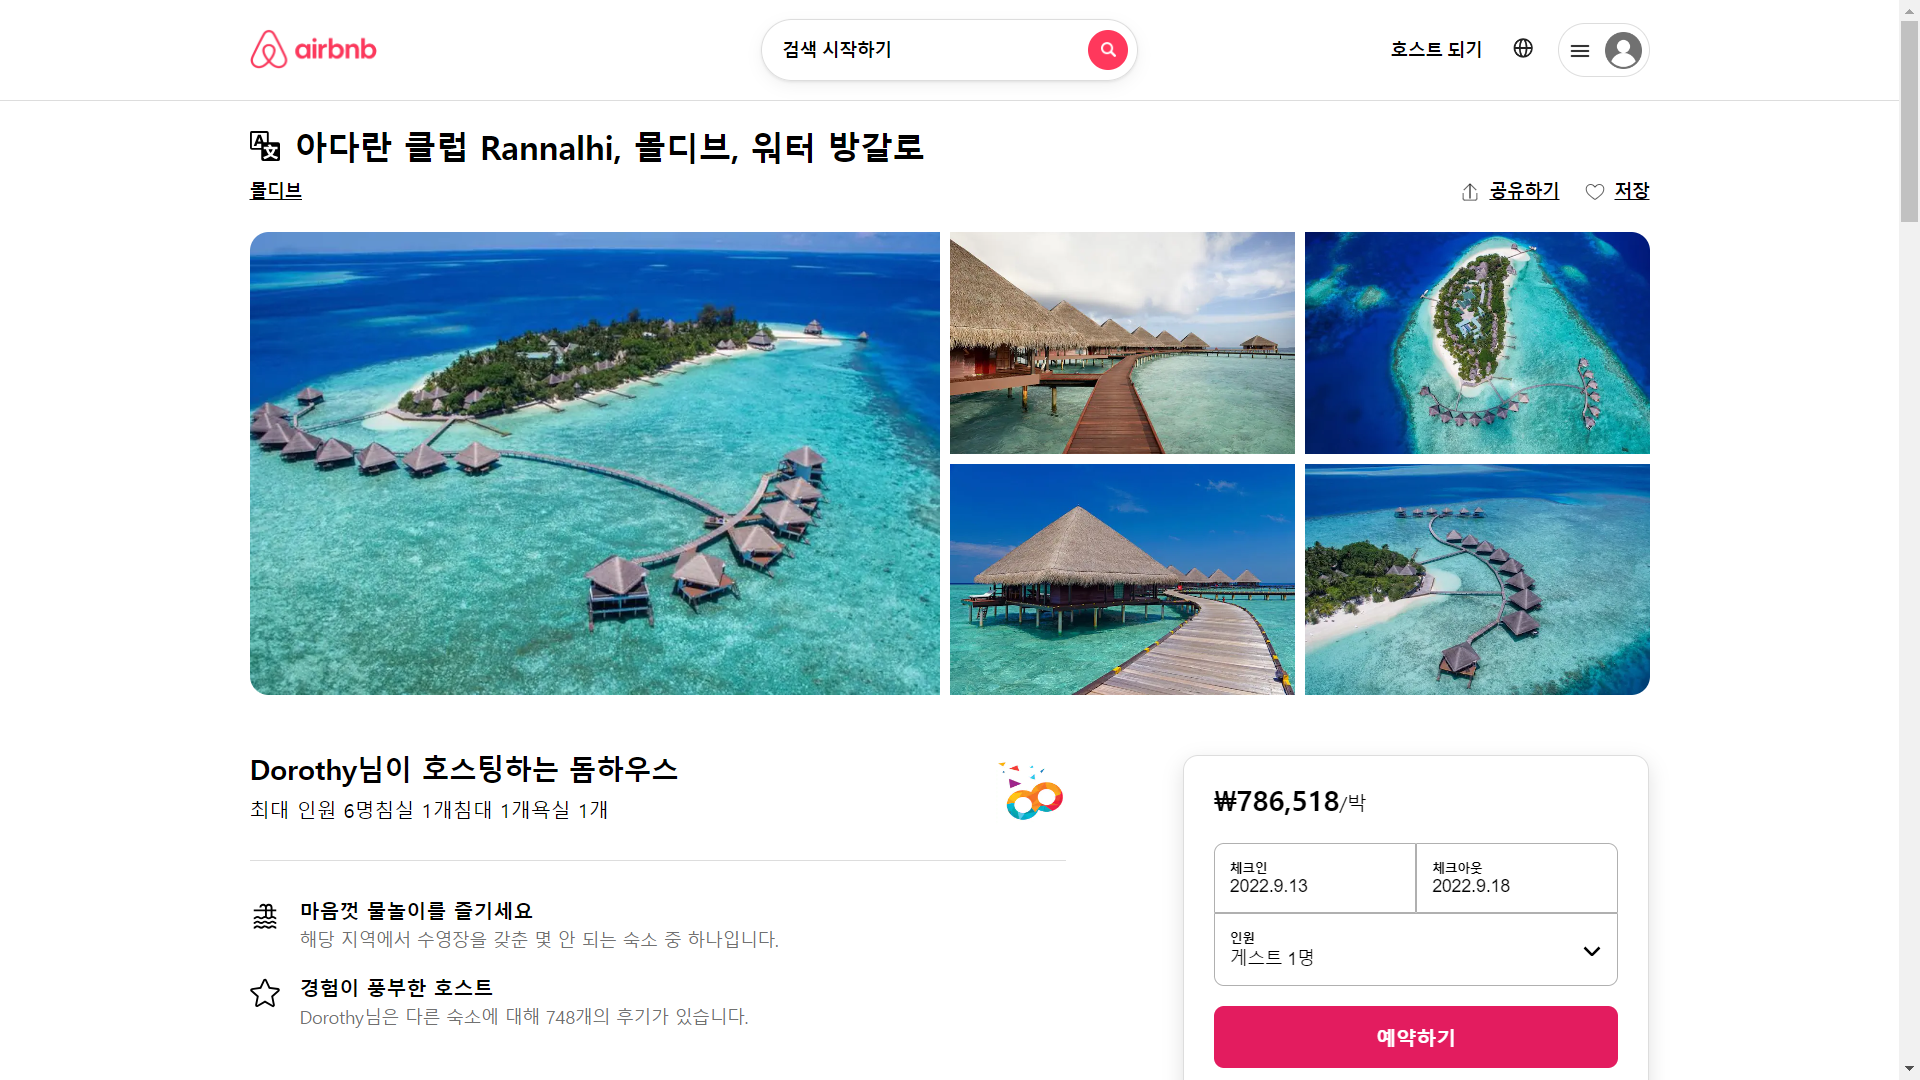 airbnb
검색 시작하기
호스트 되기
아다란 클럽 Rannalhi, 몰디브, 워터 방갈로
몰디브
공유하기
저장
Dorothy님이 호스팅하는 돔하우스
최대 인원 6명침실 1개침대 1개욕실 1개
마음껏 물놀이를 즐기세요
해당 지역에서 수영장을 갖춘 몇 안 되는 숙소 중 하나입니다.
경험이 풍부한 호스트
Dorothy님은 다른 숙소에 대해 748개의 후기가 있습니다.
₩786,518/박
체크인
2022.9.13
체크아웃
2022.9.18
인원
게스트 1명
예약하기